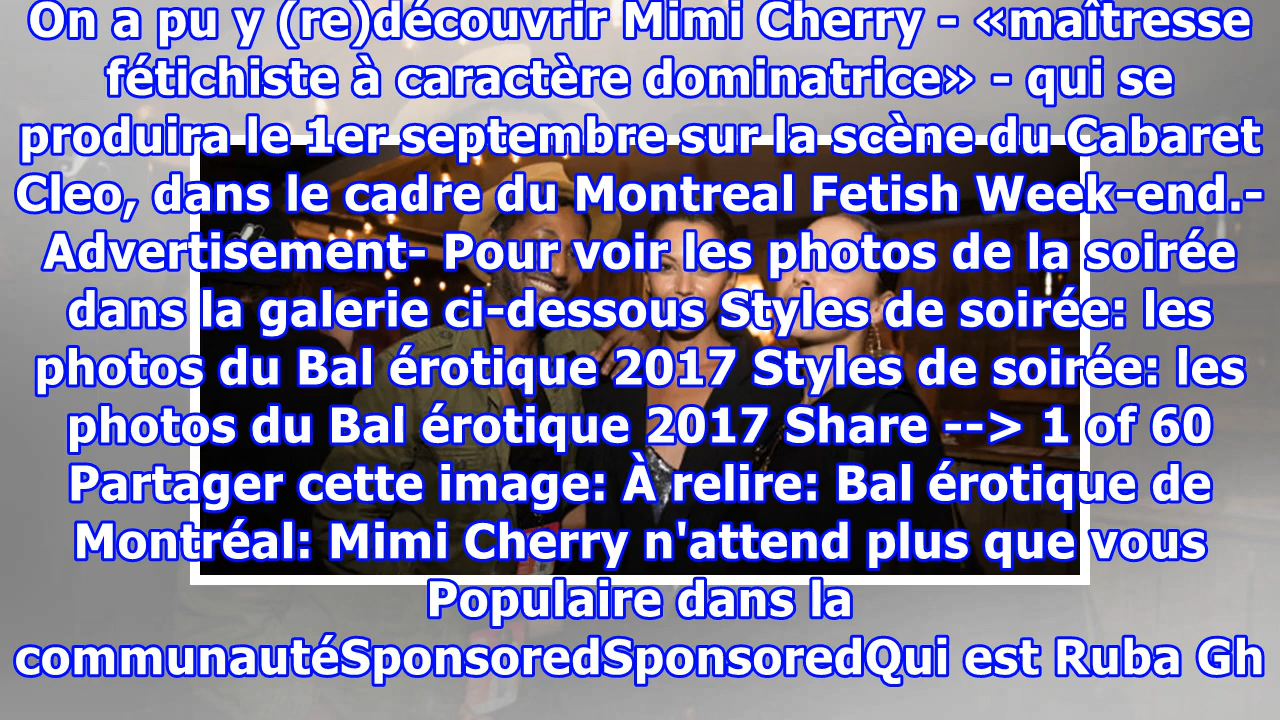 On a pu y (re)découvrir Mimi Cherry - «maîtresse
fétichiste à caractère dominatrice» - qui se
produira le 1er septembre sur la scène du Cabaret
Cleo, dans le cadre du Montreal Fetish Week-end.-
Advertisement- Pour voir les photos de la soirée
dans la galerie ci-dessous Styles de soirée: les
photos du Bal érotique 2017 Styles de soirée: les
photos du Bal érotique 2017 Share --> 1 of 60
Partager cette image: À relire: Bal érotique de
Montréal: Mimi Cherry n'attend plus que vous
Populaire dans la
communautéSponsoredSponsoredQui est Ruba Gh